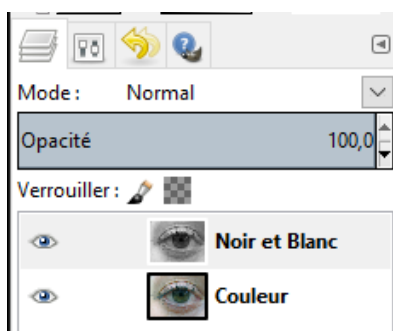 Mode : Normal
Opacité 100,0
Verrouiller :
Noir et Blanc
Couleur